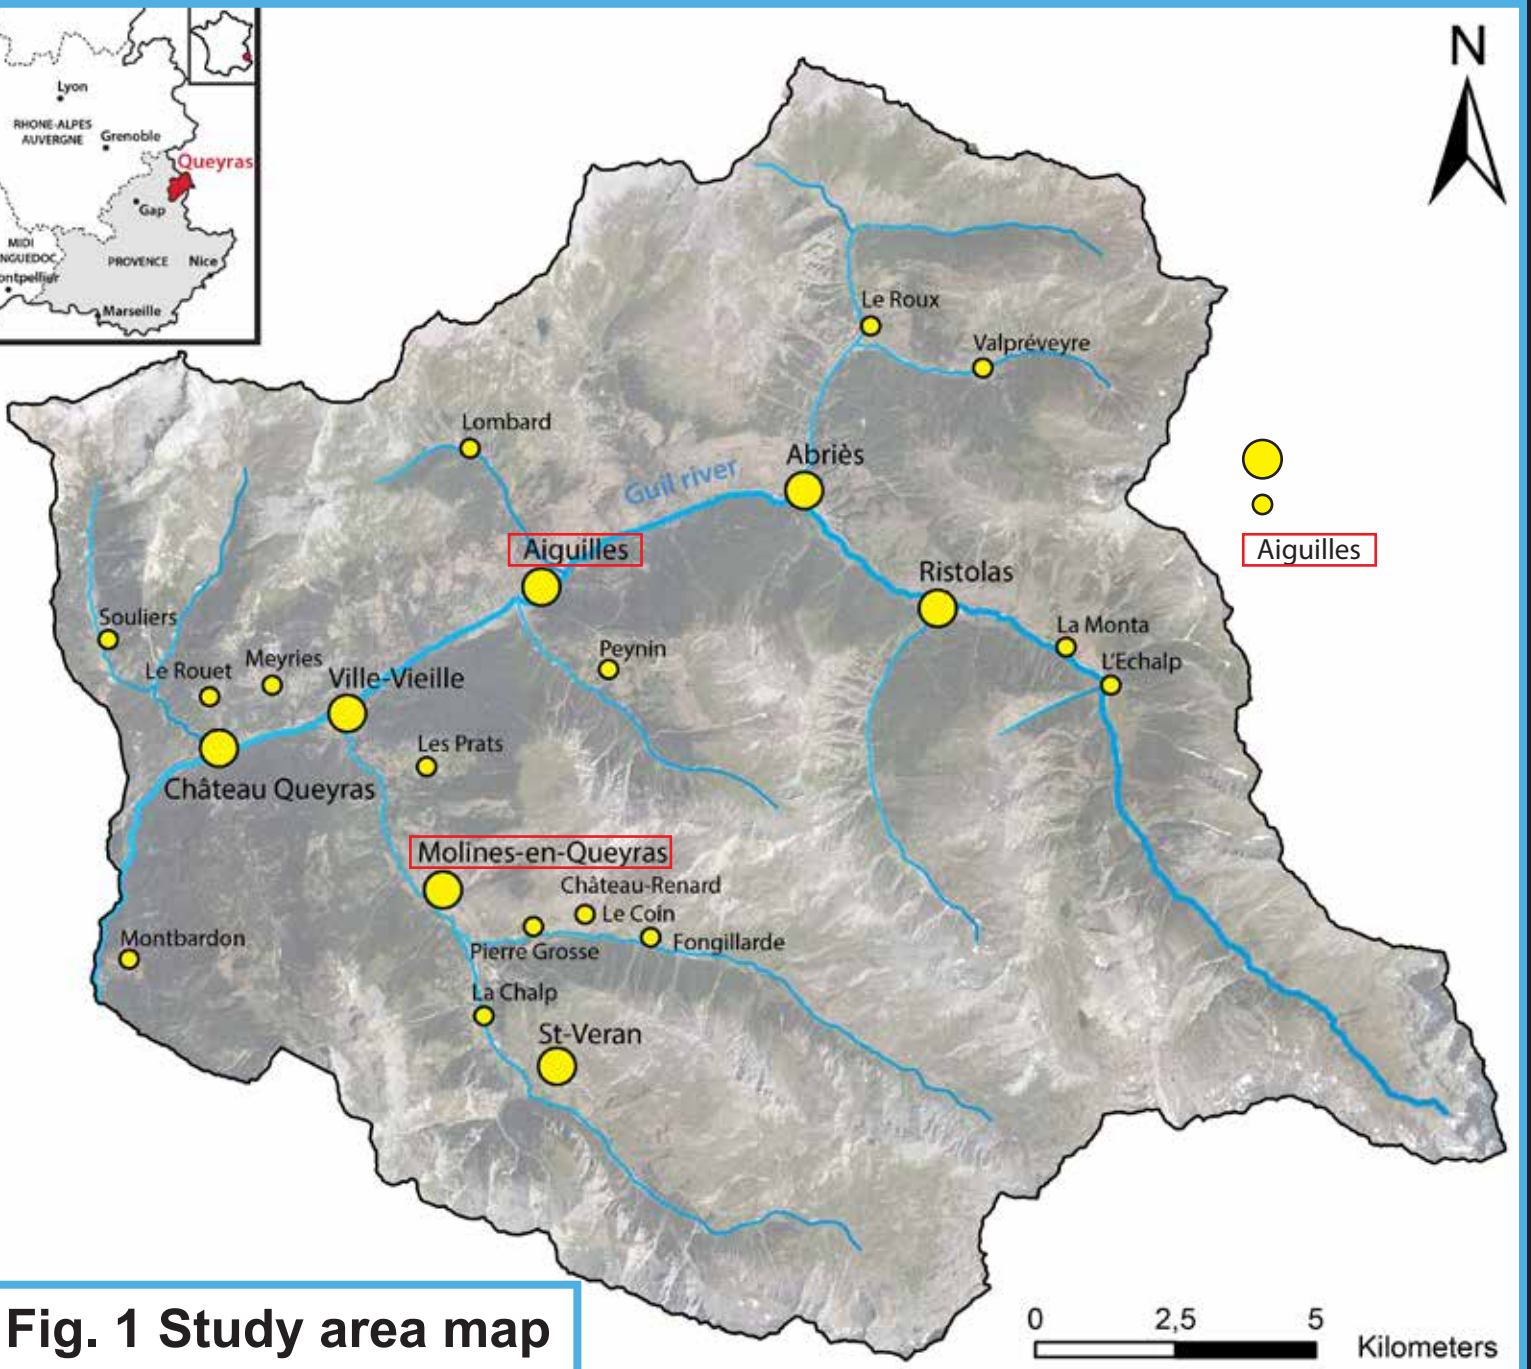 Lyon
RHONE-ALPES
AUVERGNE
Grenoble
Queyras
Gap
MIDI
NGUEDOC
PROVENCE
Nice
ontpellier
Marseille
N
Le Roux
Valpréveyre
Lombard
Abriès
Guil river
Aiguilles
Aiguilles
Ristolas
Souliers
La Monta
Peynin
Le Rouet
Meyries
L'Echalp
Ville-Vieille
Les Prats
Château Queyras
Molines-en-Queyras
Château-Renard
Le Coin
Montbardon
Pierre Grosse
Fongillarde
La Chalp
St-Veran
Fig. 1 Study area map
0 2,5 5
Kilometers